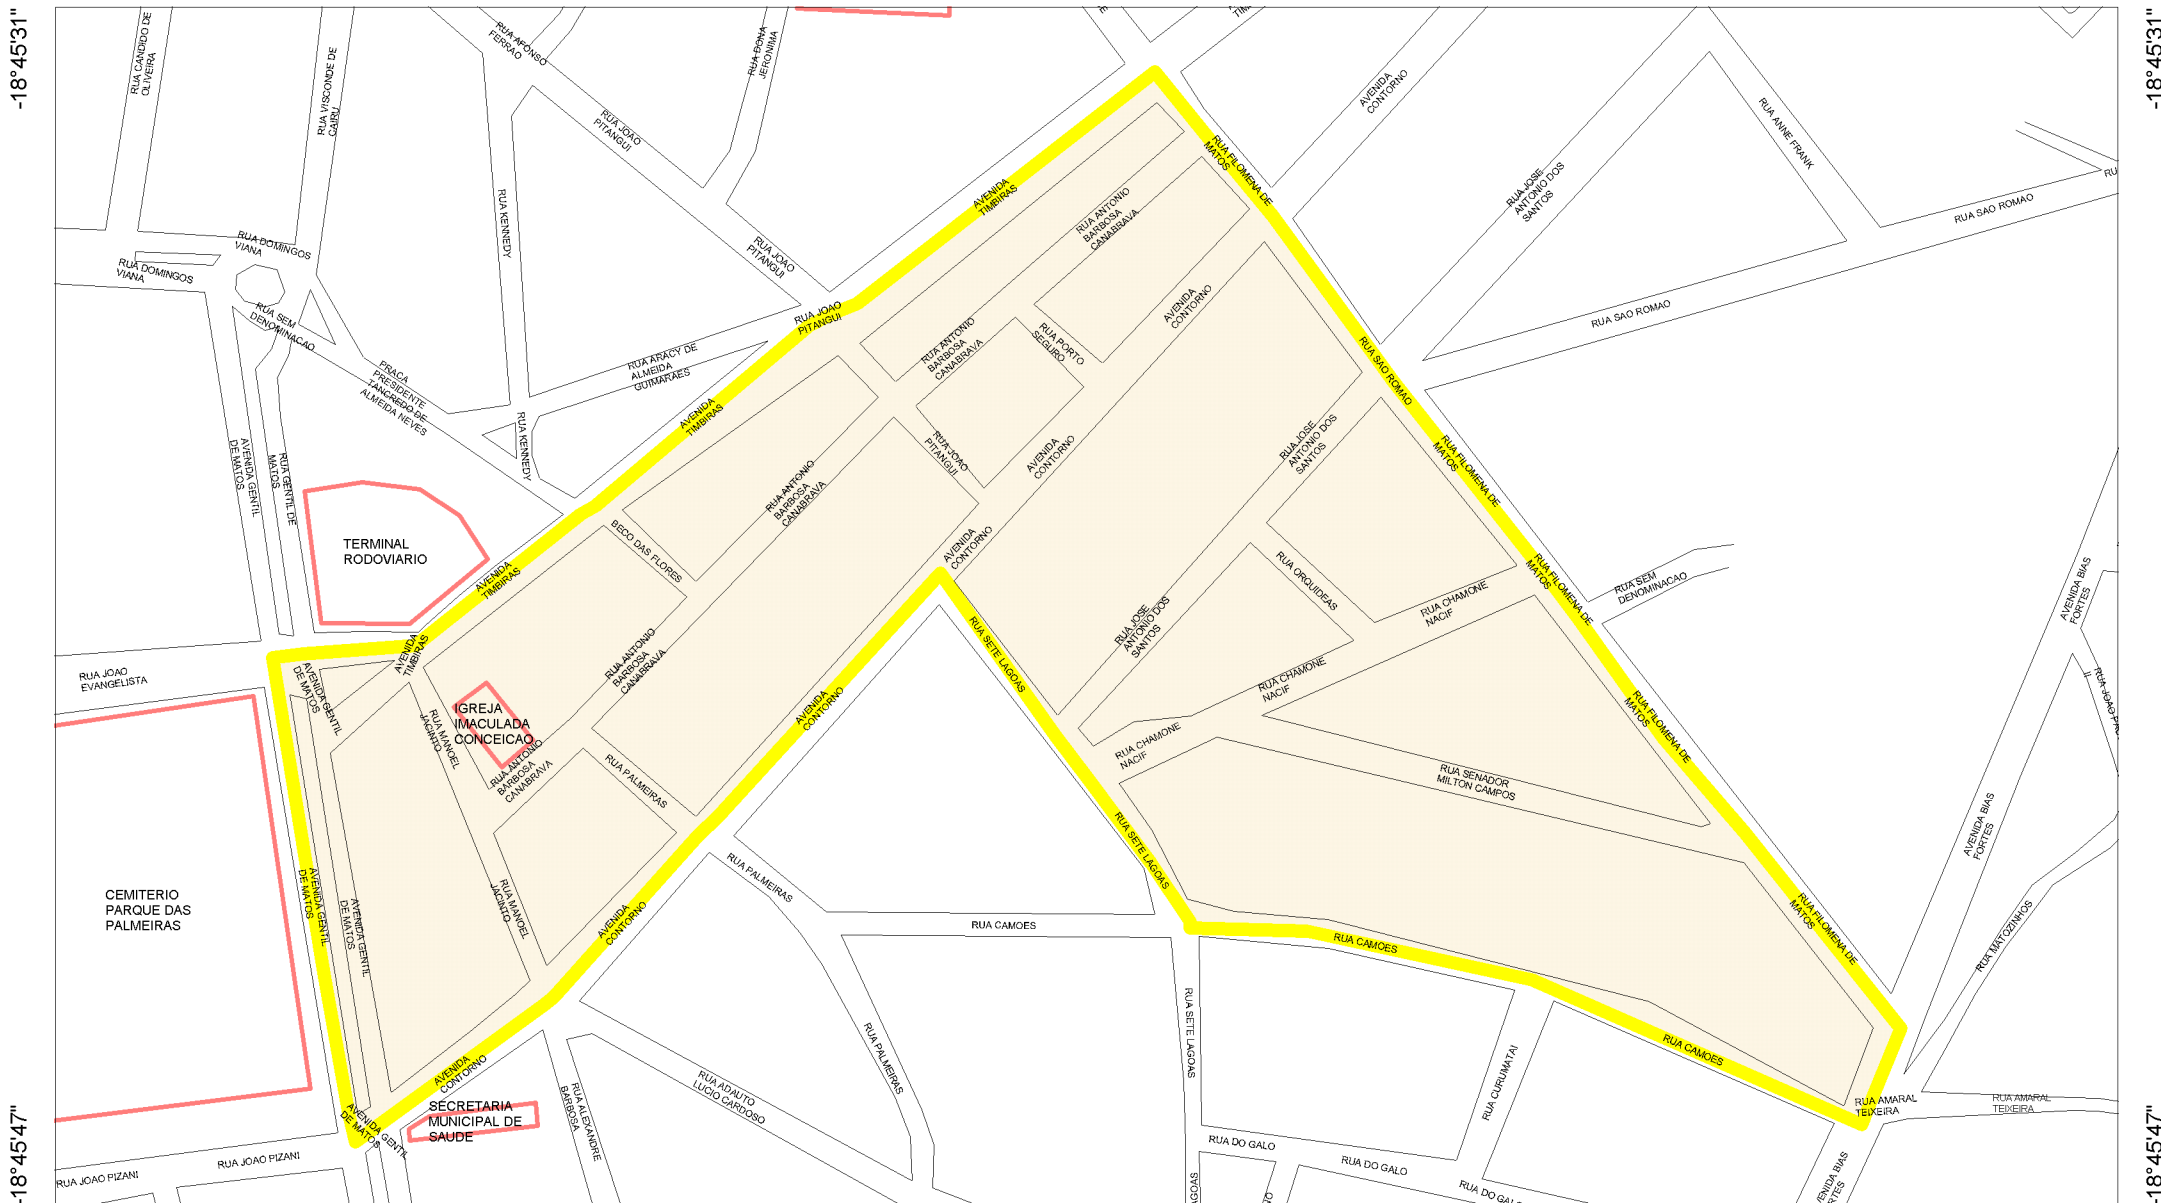 -18°45'31"
-18°45'31"
RUA CANDIDO DE
OLIVEIRA
RUA VISCONDE DE
CAIRU
RUA AFONSO
FERRAO
RUA DONA
JERONIMA
RUA JOAO
PITANGUI
RUA KENNEDY
RUA JOAO
PITANGUI
AVENIDA
TIMBIRAS
RUA FILOMENA DE
MATOS
AVENIDA
CONTORNO
RUA JOSE
ANTONIO DOS
SANTOS
RUA ANNE FRANK
RUA SAO ROMAO
RUA SAO ROMAO
RUA DOMINGOS
VIANA
RUA DOMINGOS
VIANA
RUA SEM
DENOMINACAO
PRACA
PRESIDENTE
TANCREDO DE
ALMEIDA NEVES
RUA ARACY DE
ALMEIDA
GUIMARAES
RUA JOAO
PITANGUI
RUA ANTONIO
BARBOSA
CANABRAVA
AVENIDA
CONTORNO
RUA ANTONIO
BARBOSA
CANABRAVA
RUA PORTO
SEGURO
RUA SAO ROMAO
AVENIDA
TIMBIRAS
RUA KENNEDY
AVENIDA GENTIL
DE MATOS
RUA GENTIL DE
MATOS
RUA JOAO
PITANGUI
AVENIDA
CONTORNO
RUA JOSE
ANTONIO DOS
SANTOS
RUA FILOMENA DE
MATOS
RUA ANTONIO
BARBOSA
CANABRAVA
TERMINAL
RODOVIARIO
BECO DAS FLORES
AVENIDA
TIMBIRAS
AVENIDA
CONTORNO
RUA ORQUIDEAS
RUA CHAMONE
NACIF
RUA FILOMENA DE
MATOS
RUA SEM
DENOMINACAO
AVENIDA BIAS
FORTES
RUA JOAO
EVANGELISTA
AVENIDA
TIMBIRAS
AVENIDA GENTIL
DE MATOS
RUA ANTONIO
BARBOSA
CANABRAVA
RUA SETE LAGOAS
RUA JOSE
ANTONIO DOS
SANTOS
RUA CHAMONE
NACIF
RUA FILOMENA DE
MATOS
IGREJA
IMACULADA
CONCEICAO
RUA MANOEL
JACINTO
RUA ANTONIO
BARBOSA
CANABRAVA
AVENIDA
CONTORNO
RUA CHAMONE
NACIF
RUA PALMEIRAS
RUA SENADOR
MILTON CAMPOS
AVENIDA BIAS
FORTES
CEMITERIO
PARQUE DAS
PALMEIRAS
AVENIDA GENTIL
DE MATOS
AVENIDA GENTIL
DE MATOS
RUA MANOEL
JACINTO
AVENIDA
CONTORNO
RUA PALMEIRAS
RUA SETE LAGOAS
RUA CAMOES
RUA CAMOES
RUA FILOMENA DE
MATOS
RUA MATOZINHOS
RUA PALMEIRAS
RUA SETE LAGOAS
RUA CURUMATAI
RUA CAMOES
AVENIDA
CONTORNO
RUA ADAUTO
LUCIO CARDOSO
RUA ALEXANDRE
BARBOSA
SECRETARIA
MUNICIPAL DE
SAUDE
AVENIDA GENTIL
DE MATOS
RUA AMARAL
TEIXEIRA
RUA AMARAL
TEIXEIRA
RUA JOAO PIZANI
RUA JOAO PIZANI
RUA DO GALO
RUA DO GALO
-18°45'47"
-18°45'47"